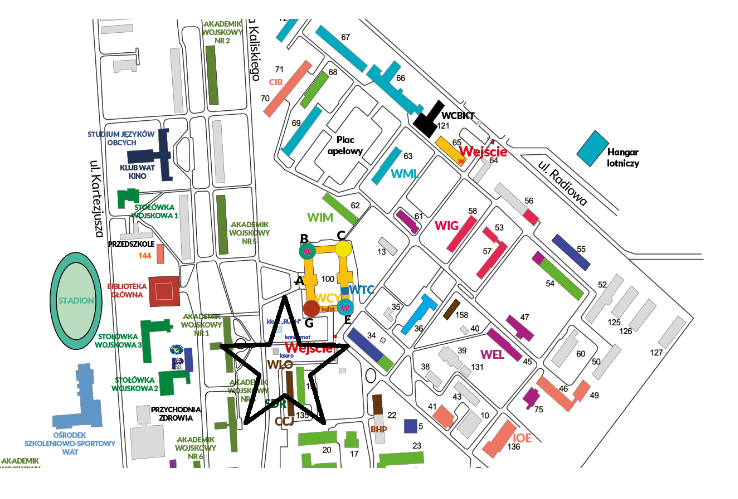 AKADEMIK
WOJSKOWY
NR 2
a Kaliskiego
67
66
71
CIB
70
68
69
Plac
apelowy
WCBKT
121
65
Wejście
64
63
WML
Hangar
lotniczy
ul. Radiowa
STUDIUM JĘZYKÓW
OBCYCH
KLUB WAT
KINO
ul. Kartezjusza
STOŁÓWKA
WOJSKOWA 1
PRZEDSZKOLE
144
AKADEMIK
WOJSKOWY
NR 5
62
WIM
61
WIG
58
56
53
57
55
54
13
B
C
A
100
WCY
WTC
G
E
STADION
BIBLIOTEKA
GŁÓWNA
AKADEMIK
WOJSKOWY
NR 1
STOŁÓWKA
WOJSKOWA 3
STOŁÓWKA
WOJSKOWA 2
Wejście
ksero
WLO
CCJ
135
35
36
34
158
40
47
WEL
45
39
131
38
43
41
10
52
125
126
127
60
50
46
49
75
IOE
136
OŚRODEK
SZKOLENIOWO-SPORTOWY
WAT
PRZYCHODNIA
ZDROWIA
AKADEMIK
WOJSKOWY
AKADEMIK
WOJSKOWY
NR 6
AKADEMIK
BHP
22
5
20
17
23